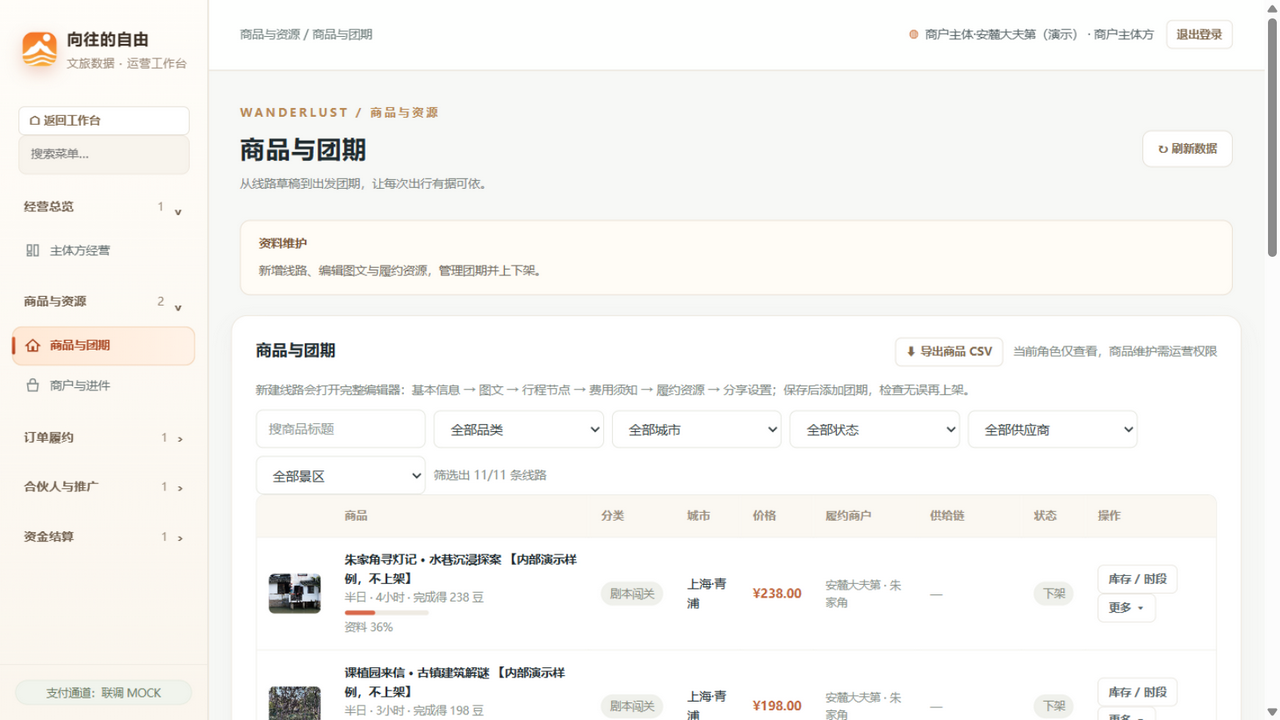 向往的自由
文旅数据 · 运营工作台
返回工作台
搜索菜单...
经营总览 1
主体方经营
商品与资源 2
商品与团期
商户与进件
订单履约 1
合伙人与推广 1
资金结算 1
支付通道：联调 MOCK
商品与资源 / 商品与团期
商户主体·安麓大夫第（演示） · 商户主体方
退出登录
WANDERLUST / 商品与资源
商品与团期
从线路草稿到出发团期，让每次出行有据可依。
↻ 刷新数据
资料维护
新增线路、编辑图文与履约资源，管理团期并上下架。
商品与团期
⬇ 导出商品 CSV
当前角色仅查看，商品维护需运营权限
新建线路会打开完整编辑器：基本信息 → 图文 → 行程节点 → 费用须知 → 履约资源 → 分享设置；保存后添加团期，检查无误再上架。
搜商品标题 全部品类 全部城市 全部状态 全部供应商
全部景区 筛选出 11/11 条线路
商品 分类 城市 价格 履约商户 供给链 状态 操作
朱家角寻灯记 • 水巷沉浸探案 【内部演示样
例，不上架】
半日 · 4小时 · 完成得 238 豆
资料 36%
剧本闯关
上海·青
浦
¥238.00
安麓大夫第 · 朱
家角
—
下架
库存 / 时段
更多
课植园来信 • 古镇建筑解谜 【内部演示样
例，不上架】
半日 · 3小时 · 完成得 198 豆
剧本闯关
上海·青
浦
¥198.00
安麓大夫第 · 朱
家角
—
下架
库存 / 时段
更多